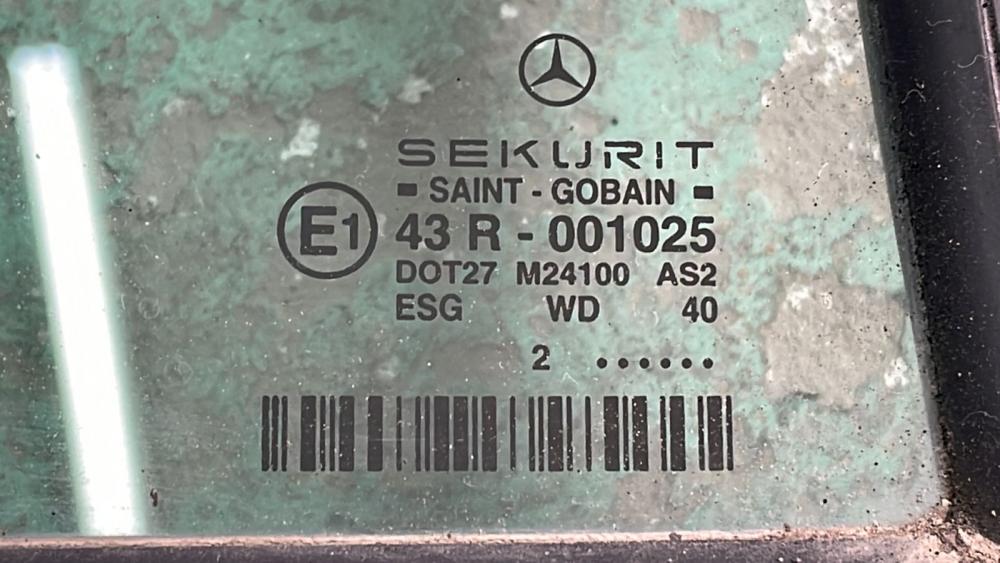 SEKURIT
SAINT - GOBAIN
E1 43 R - 001025
DOT27 M24100 AS2
ESG WD 40
2 ......